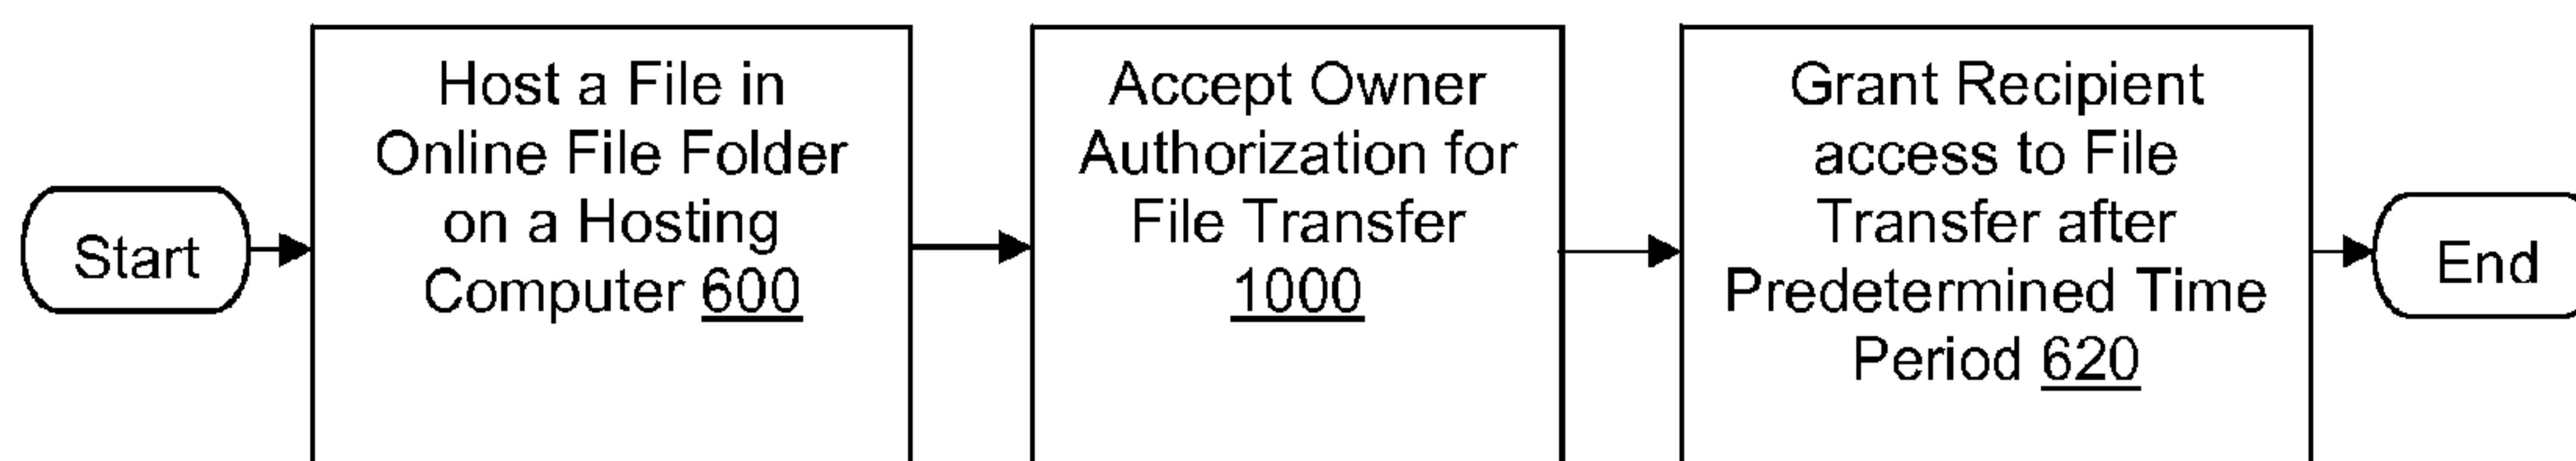 Start
Host a File in
Online File Folder
on a Hosting
Computer 600
Accept Owner
Authorization for
File Transfer
1000
Grant Recipient
access to File
Transfer after
Predetermined Time
Period 620
End